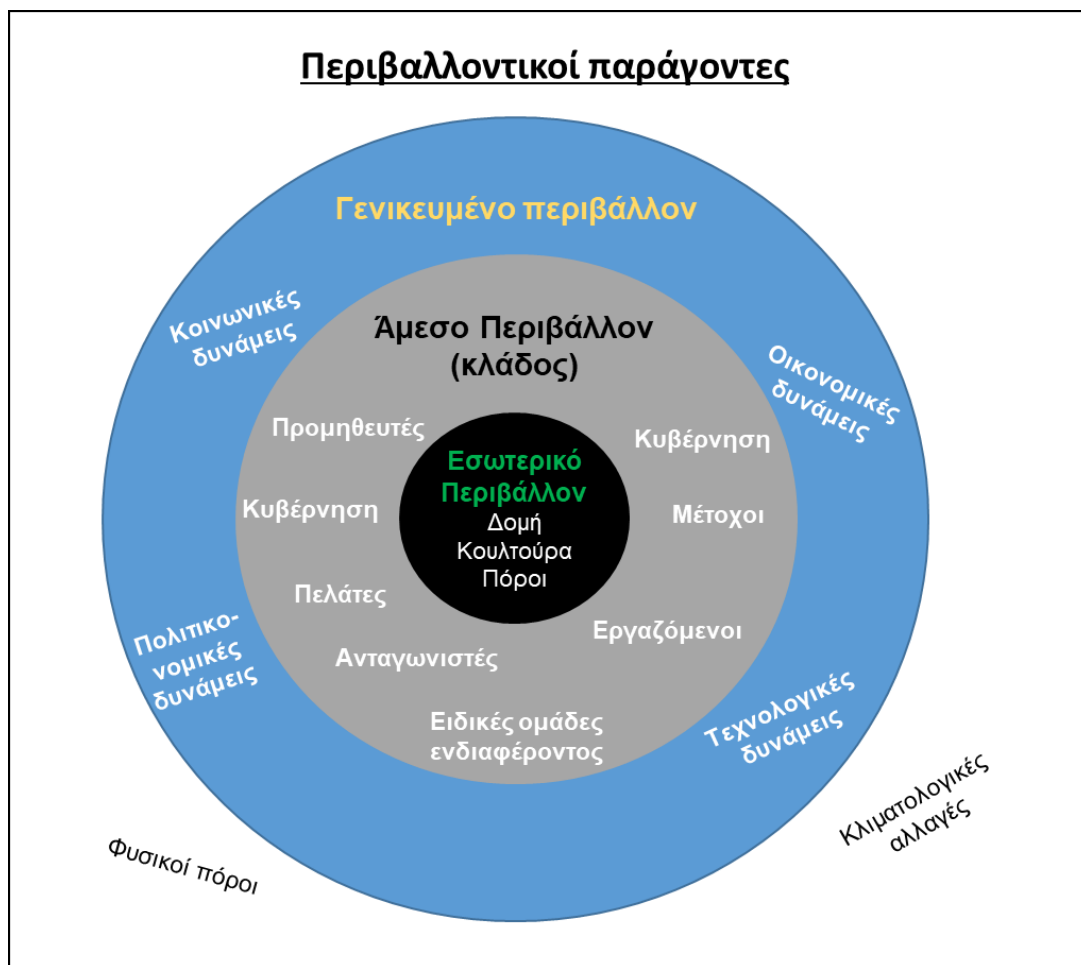 Περιβαλλοντικοί παράγοντες
Γενικευμένο περιβάλλον
Κοινωνικές
δυνάμεις
Άμεσο Περιβάλλον
(κλάδος)
Οικονομικές
δυνάμεις
Προμηθευτές
Κυβέρνηση
Εσωτερικό
Περιβάλλον
Δομή
Κουλτούρα
Πόροι
Κυβέρνηση
Μέτοχοι
Πελάτες
Εργαζόμενοι
Ανταγωνιστές
Πολιτικο-
νομικές
δυνάμεις
Ειδικές ομάδες
ενδιαφέροντος
Τεχνολογικές
δυνάμεις
Κλιματολογικές
αλλαγές
Φυσικοί πόροι